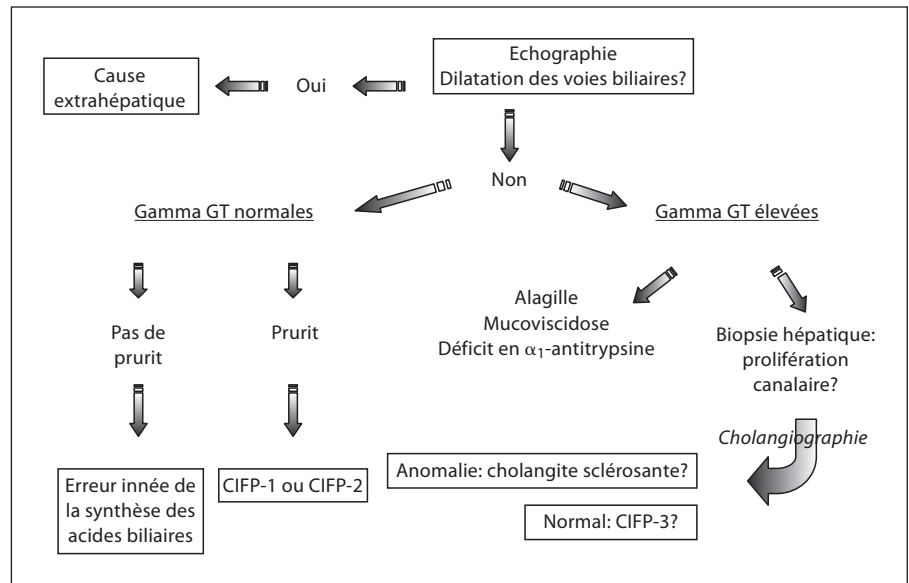 Echographie
Dilatation des voies biliaires?
Oui
Cause
extrahépatique
Non
Gamma GT normales
Gamma GT élevées
Pas de
prurit
Prurit
Alagille
Mucoviscidose
Déficit en α1-antitrypsine
Biopsie hépatique:
prolifération
canalaire?
Cholangiographie
Erreur innée de
la synthèse des
acides biliaires
CIFP-1 ou CIFP-2
Anomalie: cholangite sclérosante?
Normal: CIFP-3?